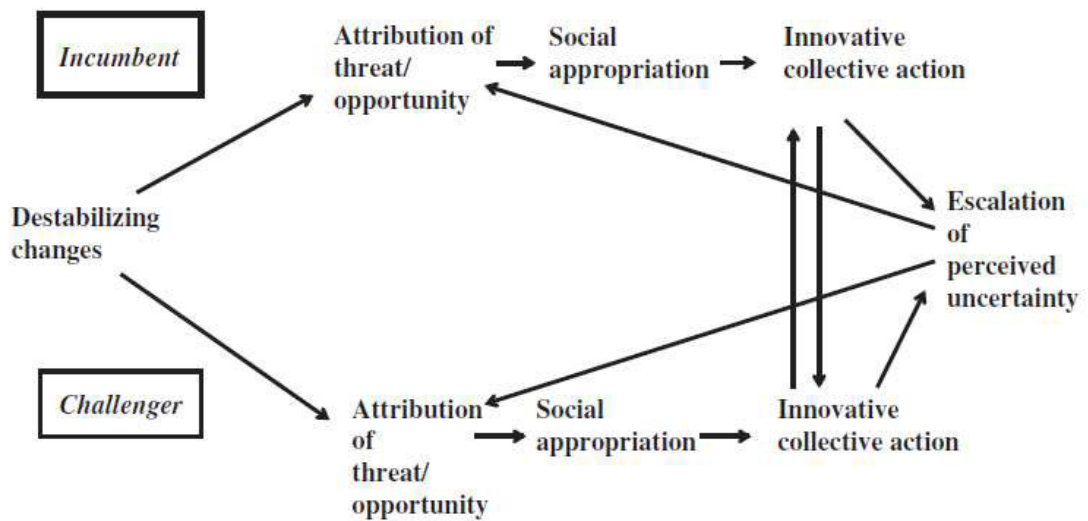 Incumbent
Attribution of
threat/
opportunity
Social
appropriation
Innovative
collective action
Destabilizing
changes
Escalation
of
perceived
uncertainty
Challenger
Attribution
of
threat/
opportunity
Social
appropriation
Innovative
collective action